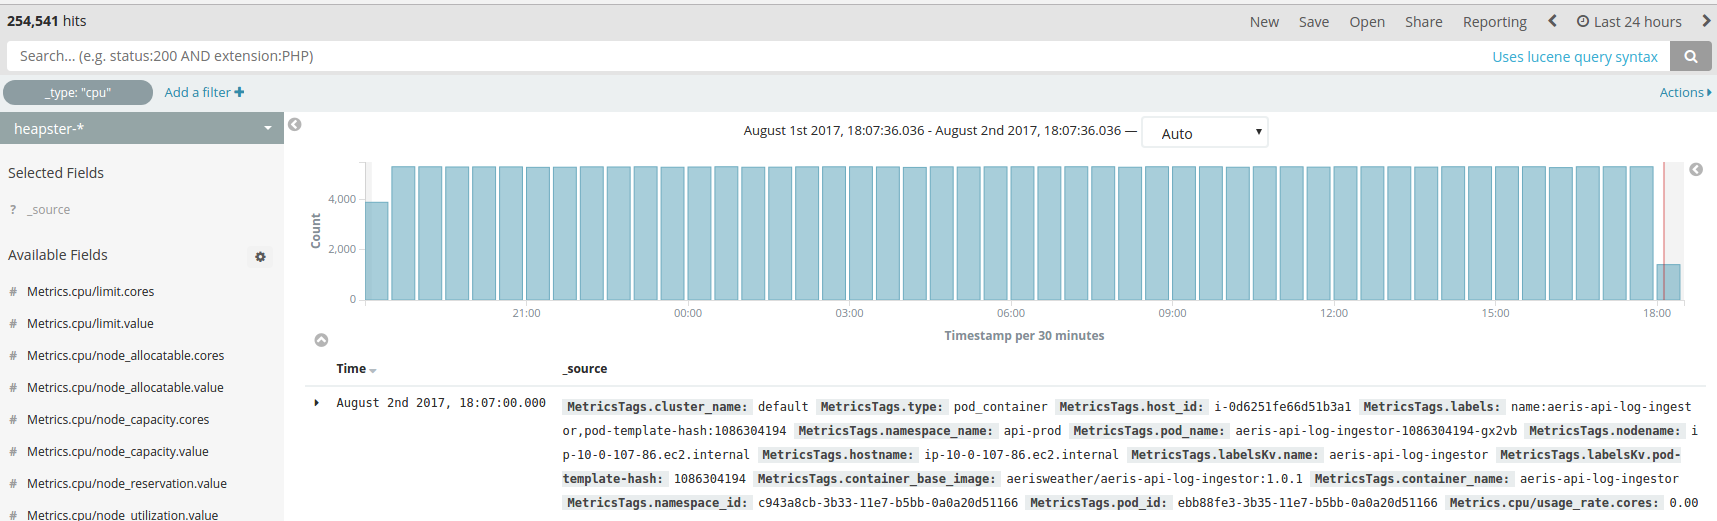 254,541 hits
New Save Open Share Reporting Last 24 hours
Search... (e.g. status:200 AND extension:PHP) Uses lucene query syntax
_type: "cpu" Add a filter + Actions
heapster-*
August 1st 2017, 18:07:36.036 - August 2nd 2017, 18:07:36.036 — Auto
Selected Fields
? _source
Available Fields
# Metrics.cpu/limit.cores
# Metrics.cpu/limit.value
# Metrics.cpu/node_allocatable.cores
# Metrics.cpu/node_allocatable.value
# Metrics.cpu/node_capacity.cores
# Metrics.cpu/node_capacity.value
# Metrics.cpu/node_reservation.value
# Metrics.cpu/node_utilization.value
Count
4,000
2,000
0
21:00 00:00 03:00 06:00 09:00 12:00 15:00 18:00
Timestamp per 30 minutes
Time _source
August 2nd 2017, 18:07:00.000
MetricsTags.cluster_name: default MetricsTags.type: pod_container MetricsTags.host_id: i-0d6251fe66d51b3a1 MetricsTags.labels: name:aeris-api-log-ingest
or,pod-template-hash:1086304194 MetricsTags.namespace_name: api-prod MetricsTags.pod_name: aeris-api-log-ingestor-1086304194-gx2vb MetricsTags.nodename: i
p-10-0-107-86.ec2.internal MetricsTags.hostname: ip-10-0-107-86.ec2.internal MetricsTags.labelsKv.name: aeris-api-log-ingestor MetricsTags.labelsKv.pod-
template-hash: 1086304194 MetricsTags.container_base_image: aerisweather/aeris-api-log-ingestor:1.0.1 MetricsTags.container_name: aeris-api-log-ingestor
MetricsTags.namespace_id: c943a8cb-3b33-11e7-b5bb-0a0a20d51166 MetricsTags.pod_id: ebb88fe3-3b35-11e7-b5bb-0a0a20d51166 Metrics.cpu/usage_rate.cores: 0.00